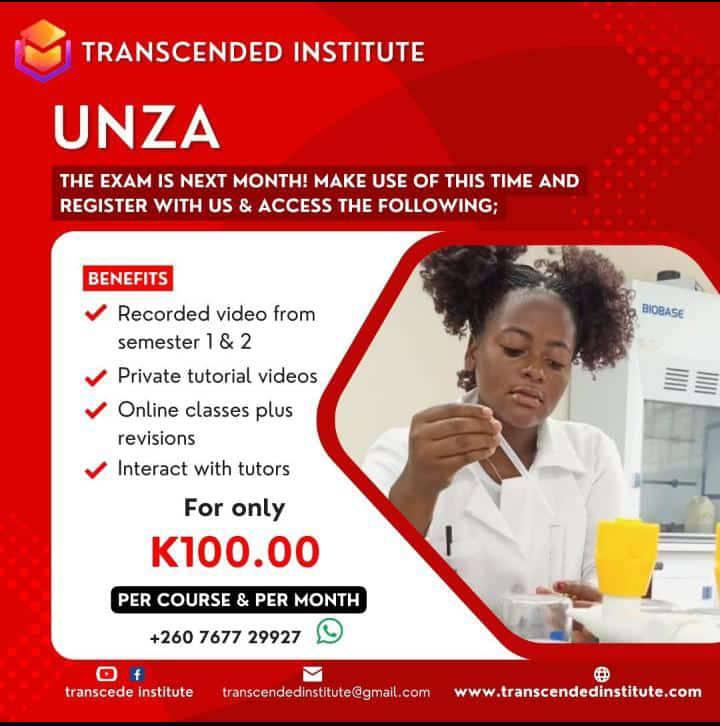 TRANSCENDED INSTITUTE
UNZA
THE EXAM IS NEXT MONTH! MAKE USE OF THIS TIME AND
REGISTER WITH US & ACCESS THE FOLLOWING;
BENEFITS
Recorded video from
semester 1 & 2
Private tutorial videos
Online classes plus
revisions
Interact with tutors
For only
K100.00
PER COURSE & PER MONTH
+260 7677 29927
BIOBASE
transcede institute
transcendedinstitute@gmail.com
www.transcendedinstitute.com